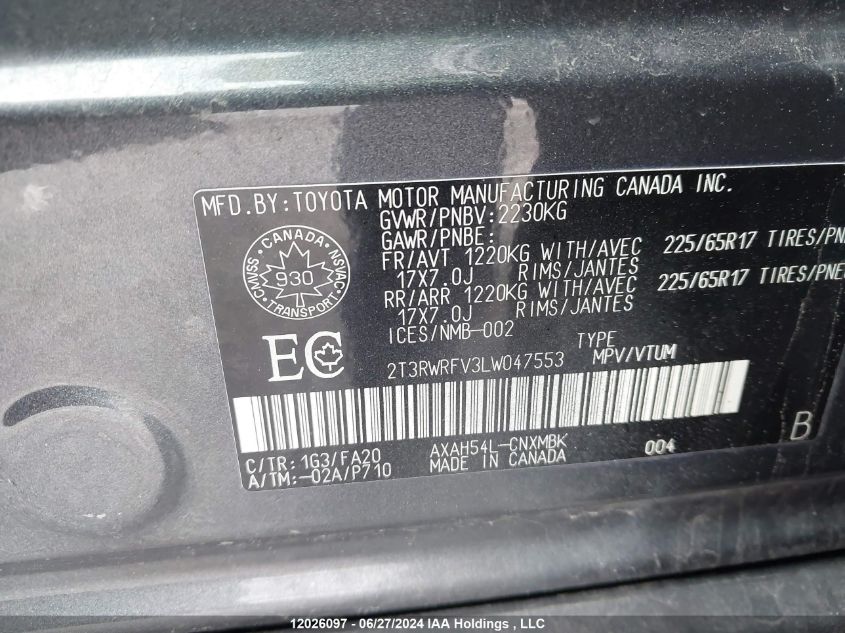 MFD.BY:TOYOTA MOTOR MANUFACTURING CANADA INC.
GVWR/PNBV:2230KG
GAWR/PNBE:
FR/AVT 1220KG WITH/AVEC 225/65R17 TIRES/PN
17X7.0J RIMS/JANTES
RR/ARR 1220KG WITH/AVEC 225/65R17 TIRES/PNE
17X7.0J RIMS/JANTES
ICES/NMB-002
CANADA
CMVSS
NSVAC
930
TRANSPORT
EC
TYPE
2T3RWRFV3LW047553 MPV/VTUM
C/TR: 1G3/FA20 AXAH54L-CNXMBK 004 B
A/TM:-02A/P710 MADE IN CANADA
12026097 - 06/27/2024 IAA Holdings , LLC